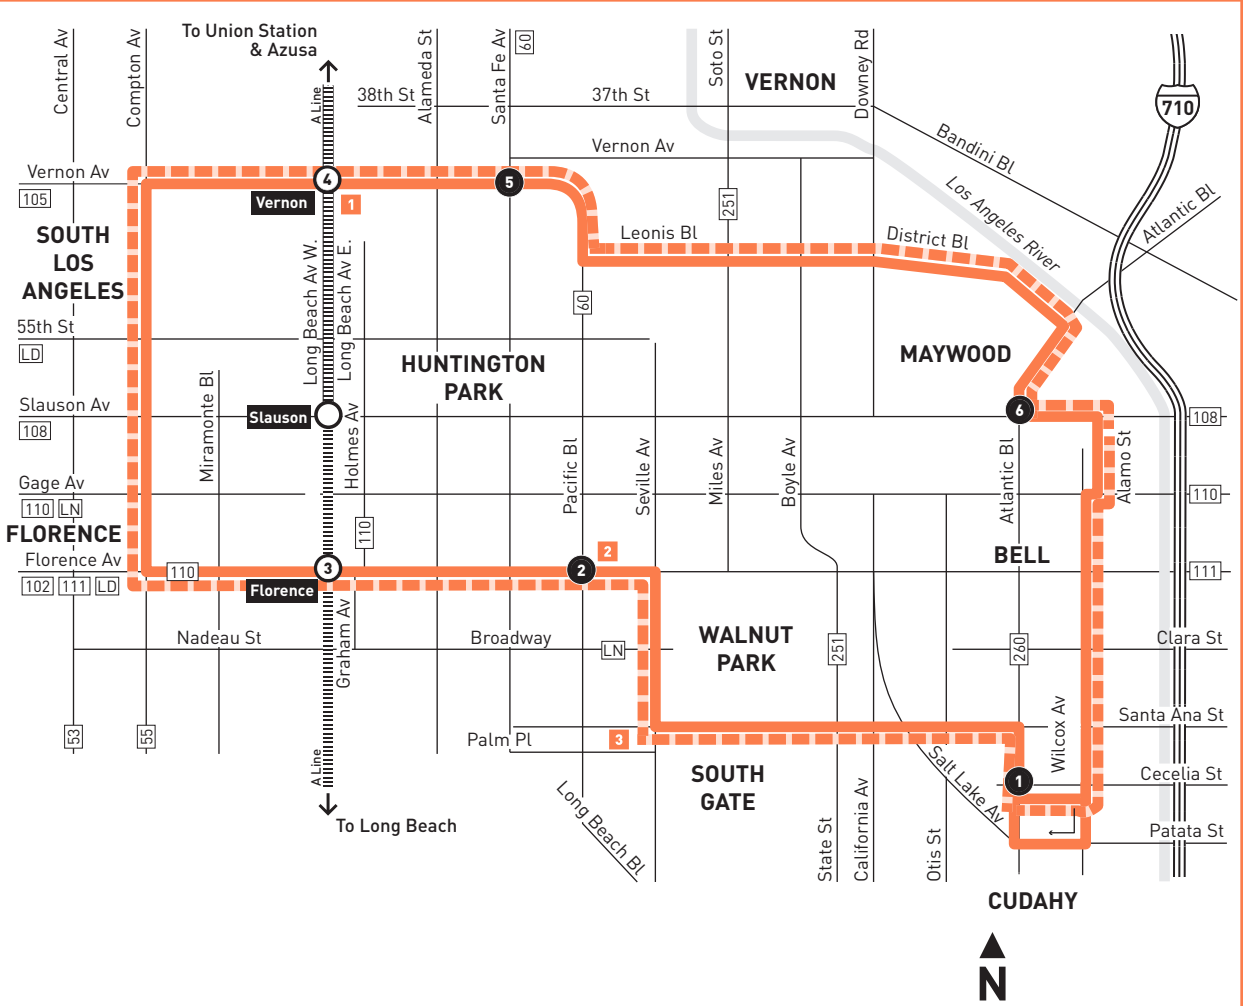 To Union Station
& Azusa
Central Av
Compton Av
A Line
Alameda St
Santa Fe Av
60
Soto St
VERNON
Downey Rd
710
38th St
37th St
Bandini Bl
Vernon Av
Vernon Av
105
4
5
Vernon
1
251
Los Angeles River
Atlantic Bl
SOUTH
LOS
ANGELES
Leonis Bl
District Bl
Long Beach Av W.
Long Beach Av E.
60
55th St
LD
HUNTINGTON
PARK
MAYWOOD
Slauson Av
108
Miramonte Bl
Slauson
Holmes Av
6
108
Gage Av
110
LN
Pacific Bl
Seville Av
Miles Av
Boyle Av
Atlantic Bl
Alamo St
110
FLORENCE
110
Florence Av
102
111
LD
110
3
Florence
2
2
BELL
111
Nadeau St
Graham Av
Broadway
LN
WALNUT
PARK
251
260
Clara St
53
55
Palm Pl
3
Wilcox Av
Santa Ana St
A Line
SOUTH
GATE
Salt Lake Av
1
Cecelia St
To Long Beach
Long Beach Bl
State St
California Av
Otis St
Patata St
CUDAHY
N